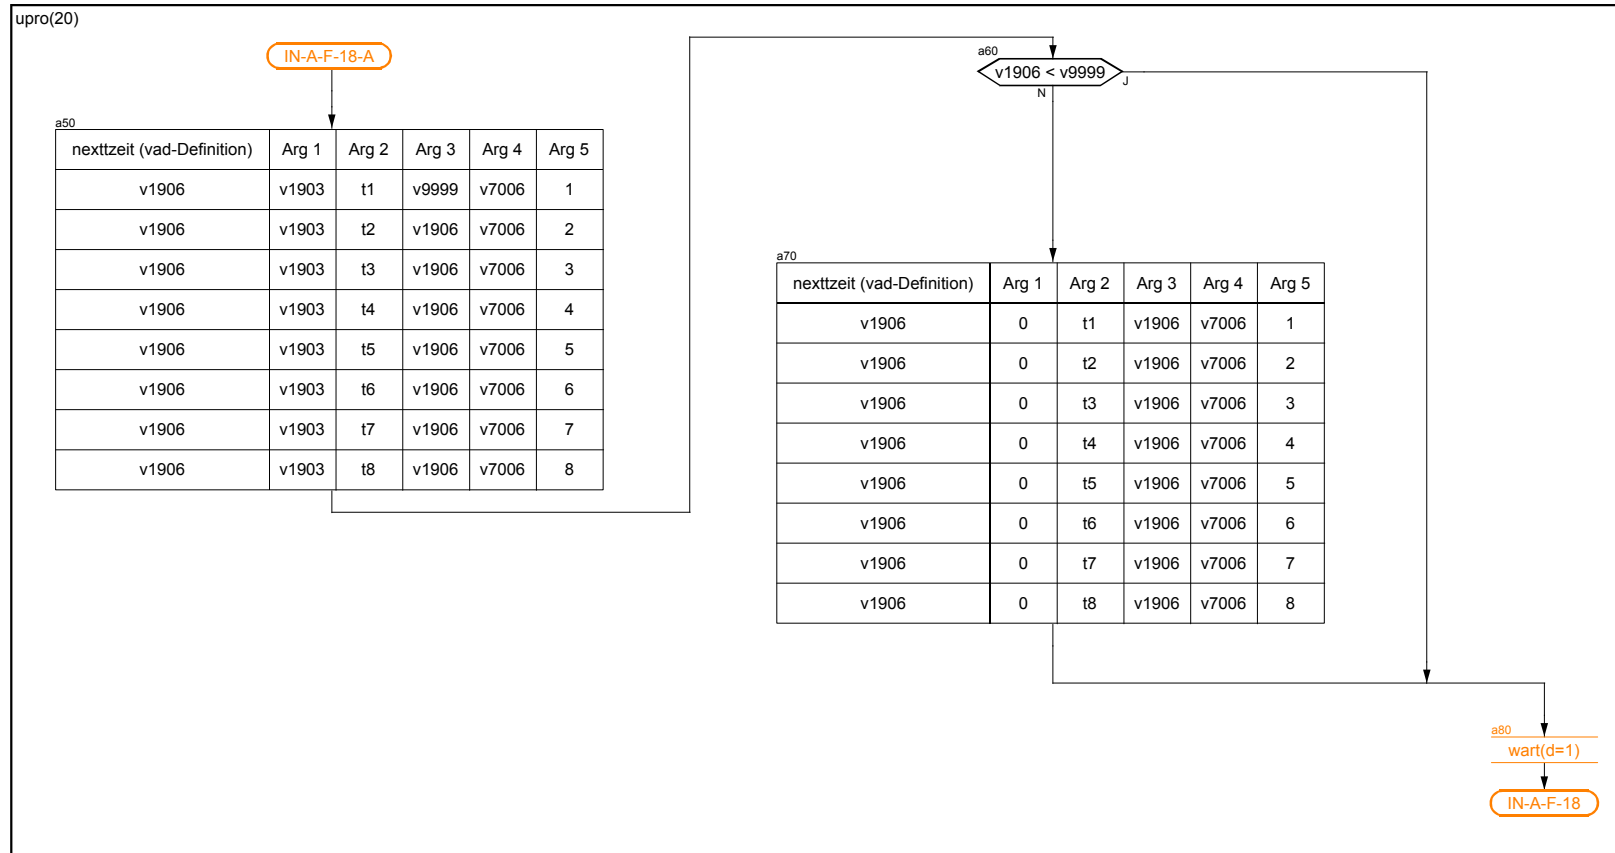 upro(20)
IN-A-F-18-A
a50
nexttzeit (vad-Definition) Arg 1 Arg 2 Arg 3 Arg 4 Arg 5
v1906 v1903 t1 v9999 v7006 1
v1906 v1903 t2 v1906 v7006 2
v1906 v1903 t3 v1906 v7006 3
v1906 v1903 t4 v1906 v7006 4
v1906 v1903 t5 v1906 v7006 5
v1906 v1903 t6 v1906 v7006 6
v1906 v1903 t7 v1906 v7006 7
v1906 v1903 t8 v1906 v7006 8
a60
v1906 < v9999
J
N
a70
nexttzeit (vad-Definition) Arg 1 Arg 2 Arg 3 Arg 4 Arg 5
v1906 0 t1 v1906 v7006 1
v1906 0 t2 v1906 v7006 2
v1906 0 t3 v1906 v7006 3
v1906 0 t4 v1906 v7006 4
v1906 0 t5 v1906 v7006 5
v1906 0 t6 v1906 v7006 6
v1906 0 t7 v1906 v7006 7
v1906 0 t8 v1906 v7006 8
a80
wart(d=1)
IN-A-F-18